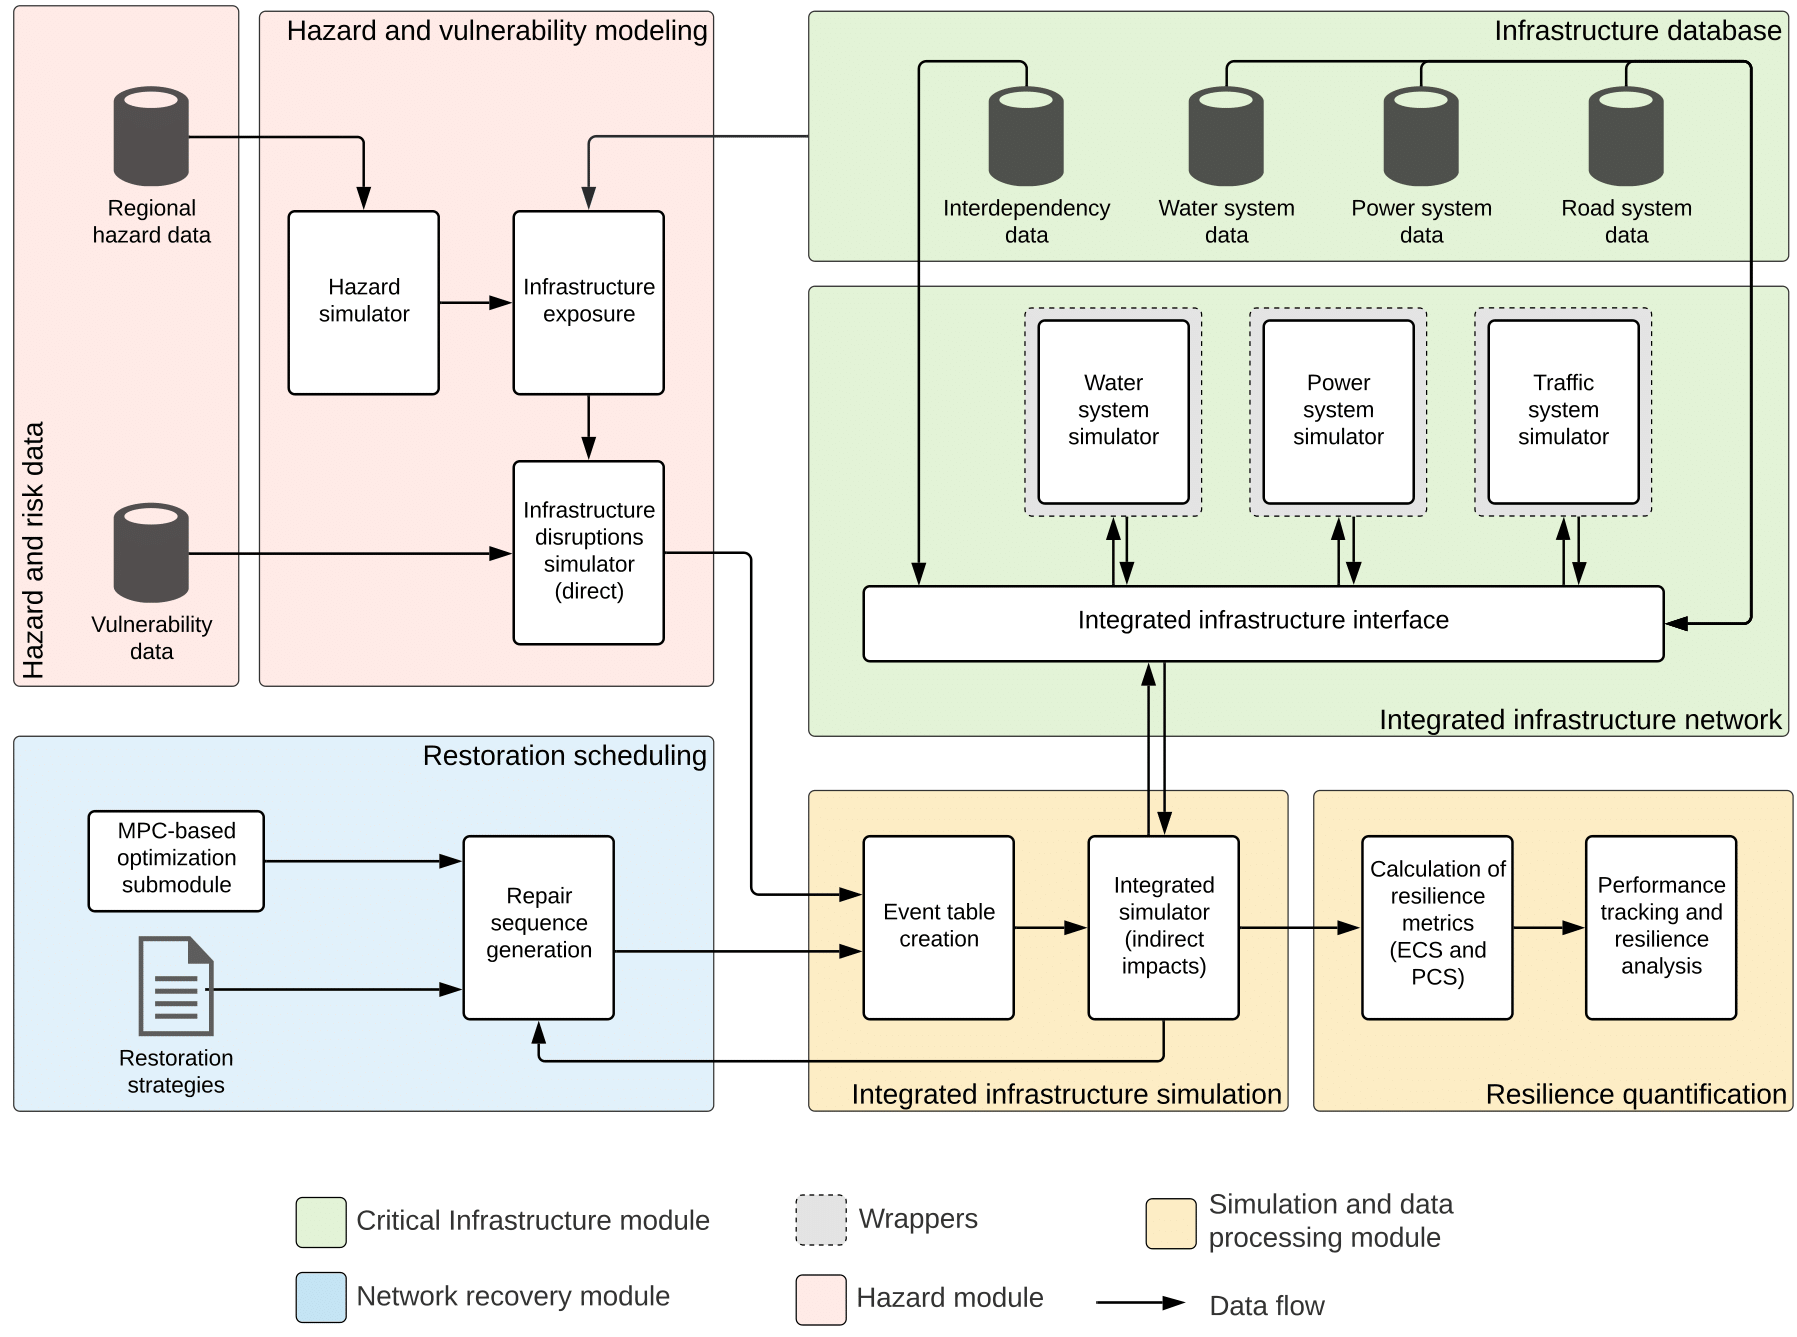 Hazard and risk data
Regional
hazard data
Vulnerability
data
Hazard and vulnerability modeling
Hazard
simulator
Infrastructure
exposure
Infrastructure
disruptions
simulator
(direct)
Infrastructure database
Interdependency
data
Water system
data
Power system
data
Road system
data
Water
system
simulator
Power
system
simulator
Traffic
system
simulator
Integrated infrastructure interface
Integrated infrastructure network
Restoration scheduling
MPC-based
optimization
submodule
Restoration
strategies
Repair
sequence
generation
Event table
creation
Integrated
simulator
(indirect
impacts)
Integrated infrastructure simulation
Calculation of
resilience
metrics
(ECS and
PCS)
Performance
tracking and
resilience
analysis
Resilience quantification
Critical Infrastructure module
Wrappers
Simulation and data
processing module
Network recovery module
Hazard module
Data flow